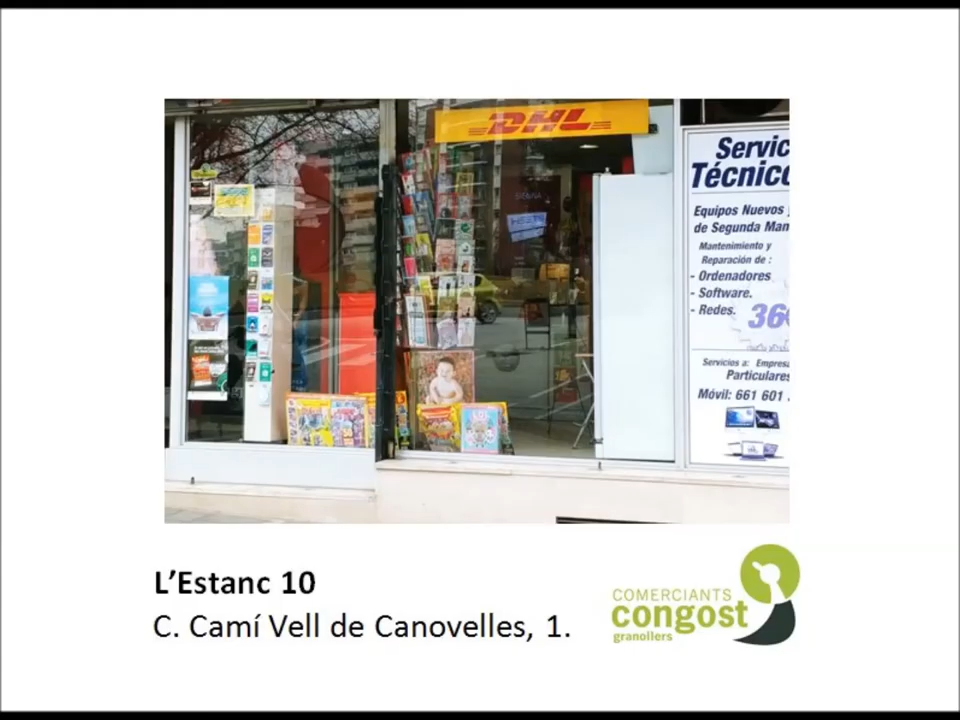 DHL
Servic
Técnico
Equipos Nuevos y
de Segunda Man
Mantenimiento y
Reparación de :
- Ordenadores
- Software.
- Redes.
36
Servicios a: Empresa
Particulares
Móvil: 661 601
L'Estanc 10
C. Camí Vell de Canovelles, 1.
COMERCIANTS
congost
granollers